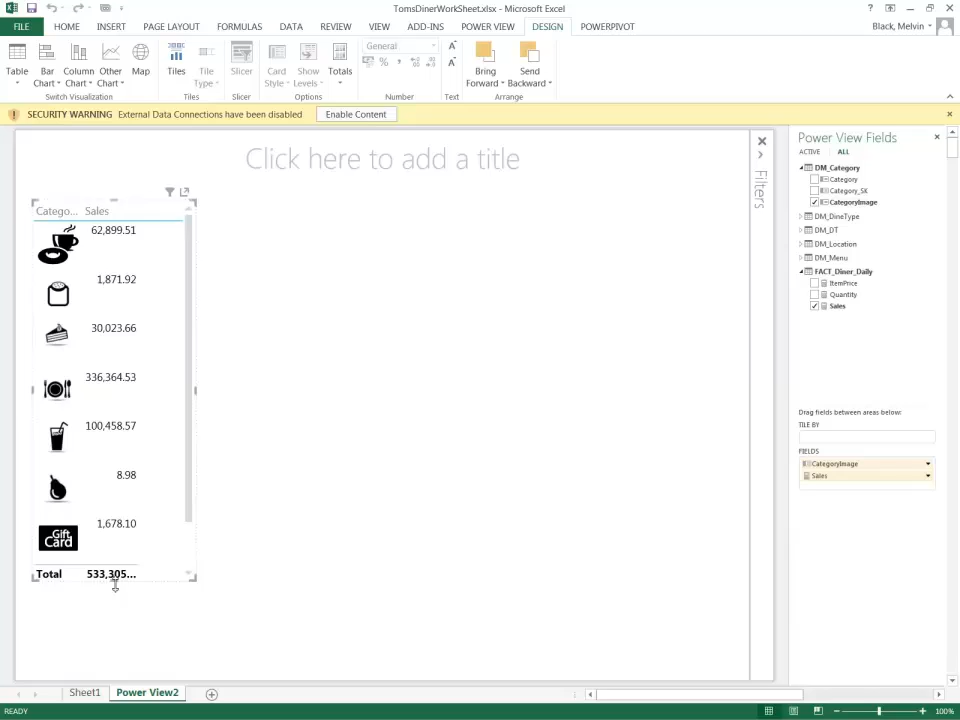 TomsDinerWorkSheet.xlsx - Microsoft Excel
FILE HOME INSERT PAGE LAYOUT FORMULAS DATA REVIEW VIEW ADD-INS POWER VIEW DESIGN POWERPIVOT
Black, Melvin
Table Bar Chart Column Chart Other Chart Map Tiles Tile Type Slicer Card Style Show Levels Totals General Bring Forward Send Backward
Switch Visualization Tiles Slicer Options Number Text Arrange
SECURITY WARNING External Data Connections have been disabled Enable Content
Click here to add a title
Catego... Sales
62,899.51
1,871.92
30,023.66
336,364.53
100,458.57
8.98
1,678.10
Gift Card
Total 533,305...
Filters
Power View Fields
ACTIVE ALL
DM_Category
Category
Category_SK
CategoryImage
DM_DineType
DM_DT
DM_Location
DM_Menu
FACT_Diner_Daily
ItemPrice
Quantity
Sales
Drag fields between areas below:
TILE BY
FIELDS
CategoryImage
Sales
Sheet1 Power View2
READY 100%